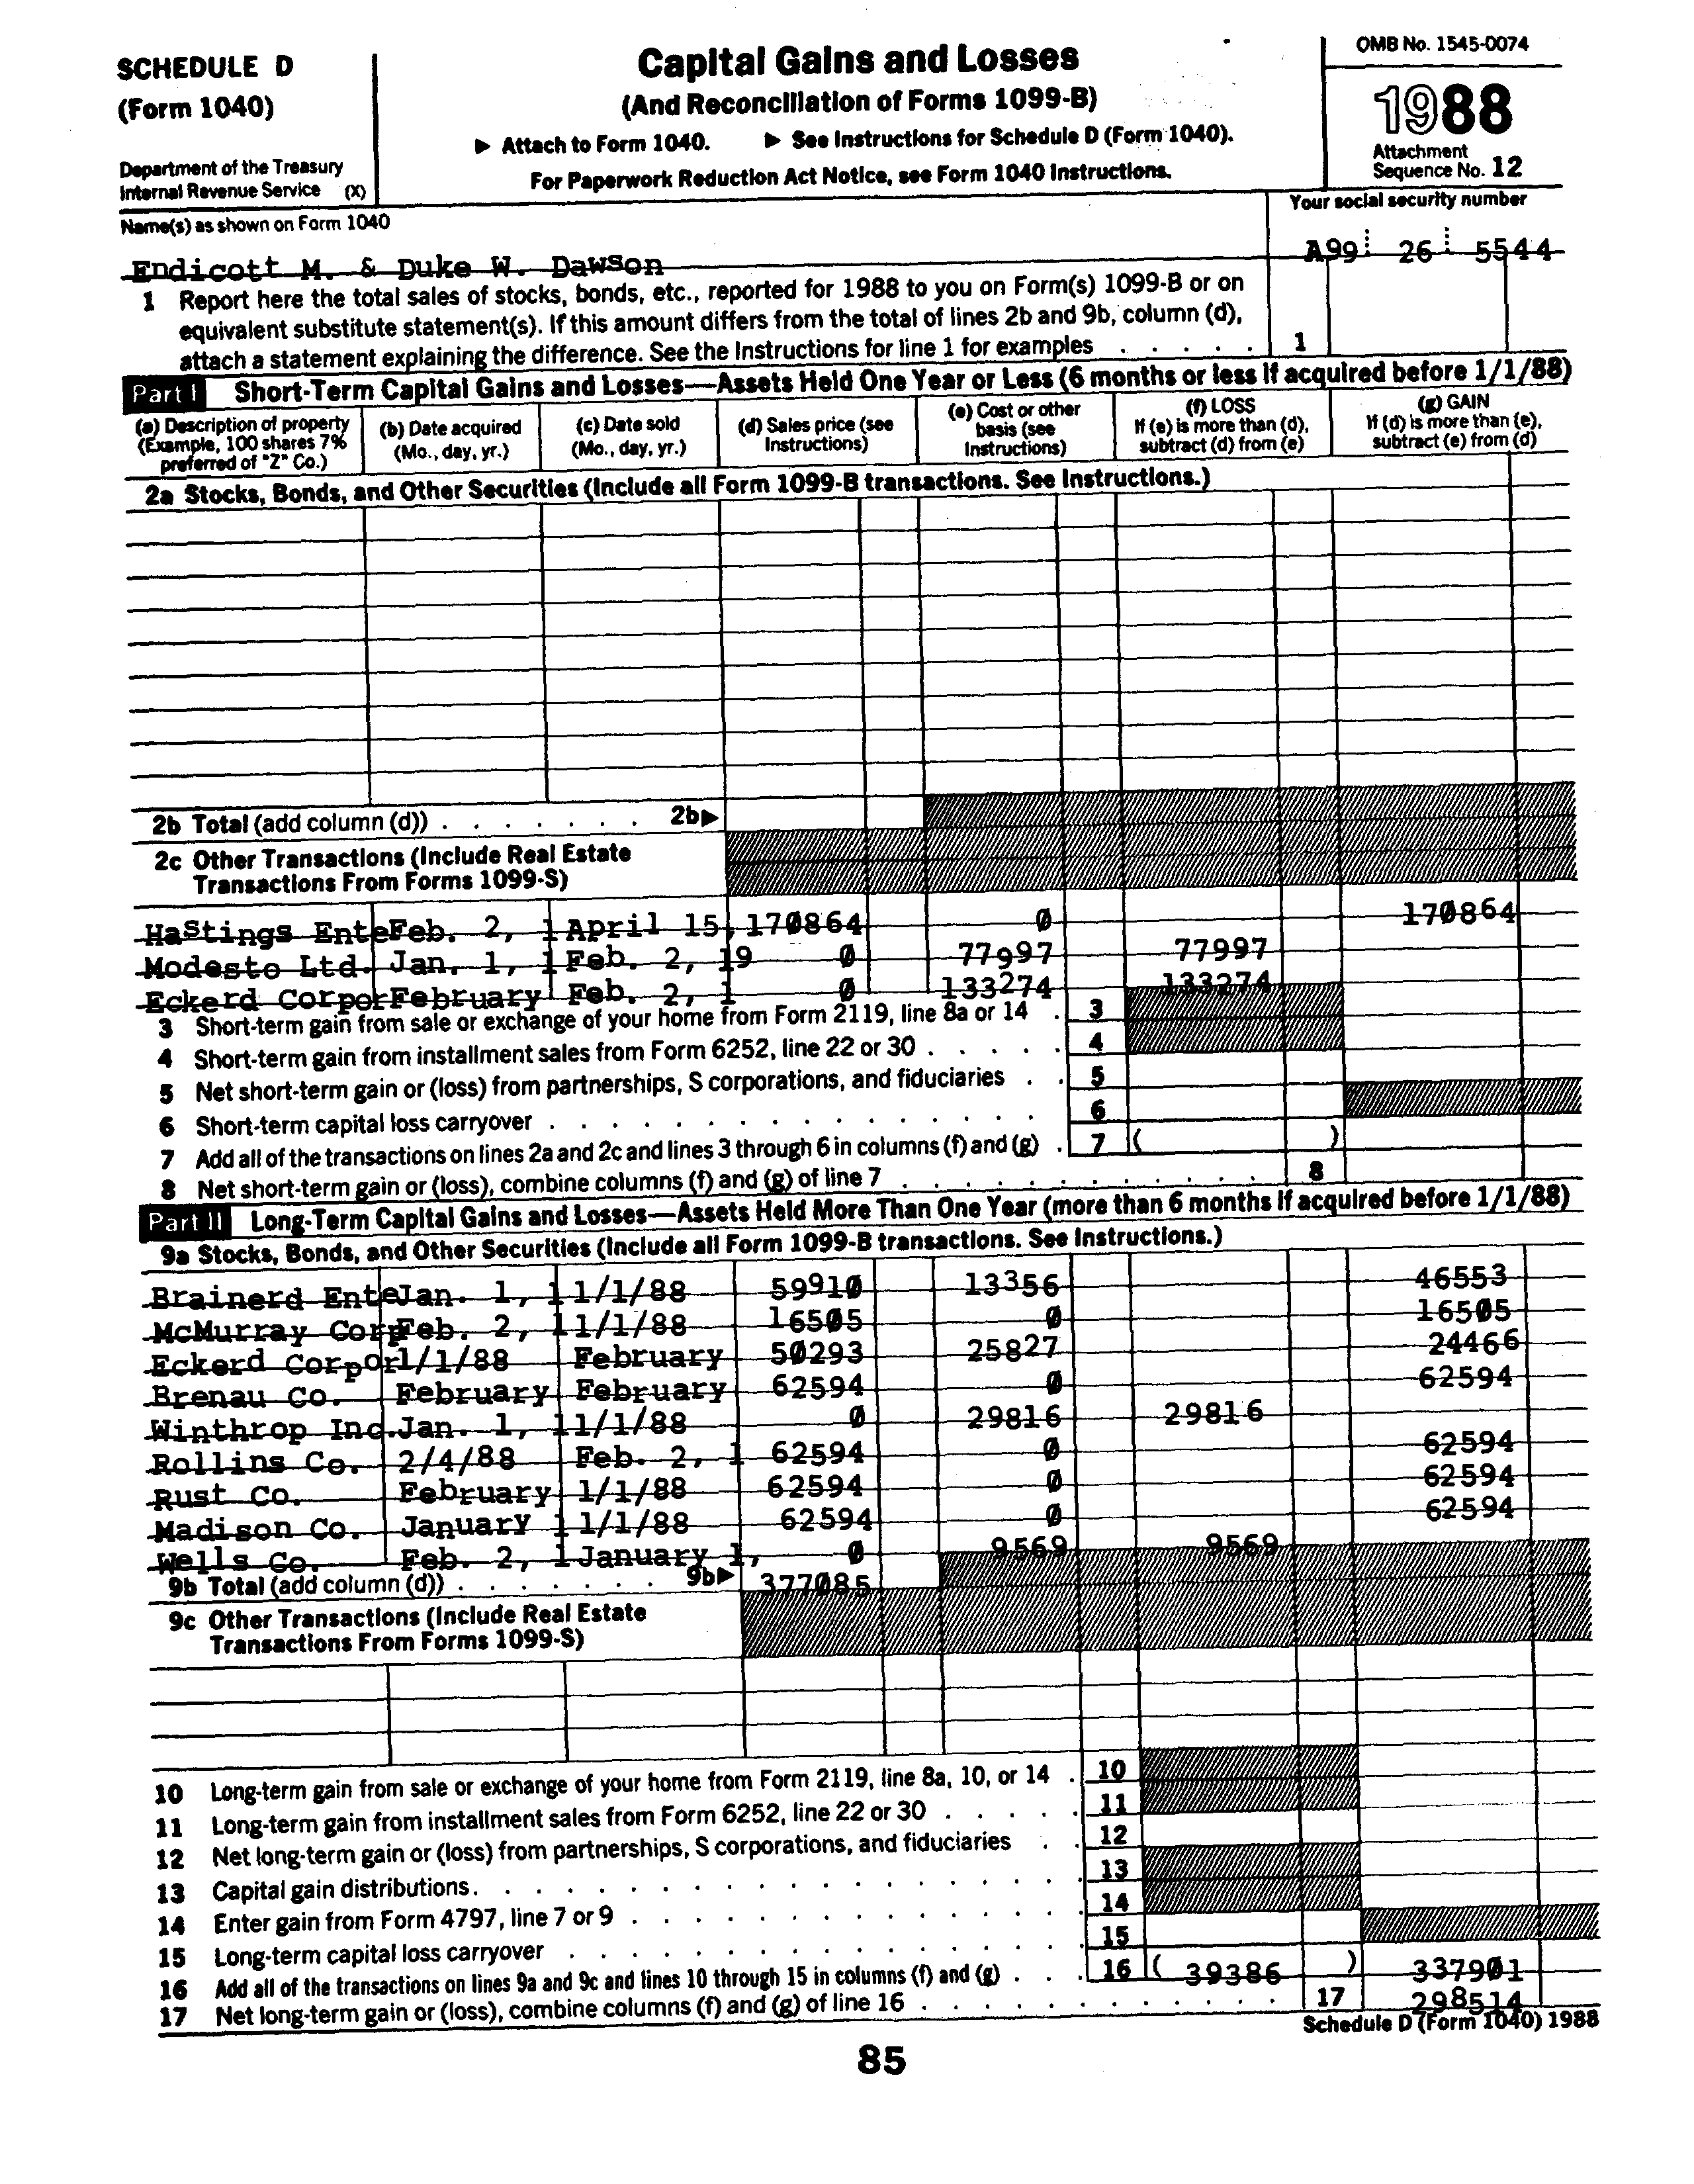 SCHEDULE D
(Form 1040)
Department of the Treasury
Internal Revenue Service (X)
Capital Gains and Losses
(And Reconciliation of Forms 1099-B)
▶ Attach to Form 1040. ▶ See Instructions for Schedule D (Form 1040).
For Paperwork Reduction Act Notice, see Form 1040 Instructions.
OMB No. 1545-0074
1988
Attachment
Sequence No. 12
Name(s) as shown on Form 1040
Your social security number
Endicott M. & Duke W. Dawson A99 26 5544
1 Report here the total sales of stocks, bonds, etc., reported for 1988 to you on Form(s) 1099-B or on
equivalent substitute statement(s). If this amount differs from the total of lines 2b and 9b, column (d),
attach a statement explaining the difference. See the Instructions for line 1 for examples . . . . . 1
Part I Short-Term Capital Gains and Losses—Assets Held One Year or Less (6 months or less if acquired before 1/1/88)
(a) Description of property
(Example, 100 shares 7%
preferred of "Z" Co.)
(b) Date acquired
(Mo., day, yr.)
(c) Date sold
(Mo., day, yr.)
(d) Sales price (see
Instructions)
(e) Cost or other
basis (see
Instructions)
(f) LOSS
If (e) is more than (d),
subtract (d) from (e)
(g) GAIN
If (d) is more than (e),
subtract (e) from (d)
2a Stocks, Bonds, and Other Securities (Include all Form 1099-B transactions. See Instructions.)
2b Total (add column (d)) . . . . . . . 2b▶
2c Other Transactions (Include Real Estate
Transactions From Forms 1099-S)
Hastings Ente Feb. 2, 1 April 15, 170864 0 170864
Modesto Ltd. Jan. 1, 1 Feb. 2, 19 0 77997 77997
Eckerd Corpor February Feb. 2, 1 0 133274 133274
3 Short-term gain from sale or exchange of your home from Form 2119, line 8a or 14 . 3
4 Short-term gain from installment sales from Form 6252, line 22 or 30 . . . . . 4
5 Net short-term gain or (loss) from partnerships, S corporations, and fiduciaries . . 5
6 Short-term capital loss carryover . . . . . . . . . . . . . 6
7 Add all of the transactions on lines 2a and 2c and lines 3 through 6 in columns (f) and (g) . 7 ( )
8 Net short-term gain or (loss), combine columns (f) and (g) of line 7 . . . . . . . . . . . . 8
Part II Long-Term Capital Gains and Losses—Assets Held More Than One Year (more than 6 months if acquired before 1/1/88)
9a Stocks, Bonds, and Other Securities (Include all Form 1099-B transactions. See Instructions.)
Brainerd Ente Jan. 1, 1 1/1/88 59910 13356 46553
McMurray Corp Feb. 2, 1 1/1/88 16505 0 16505
Eckerd Corpor 1/1/88 February 50293 25827 24466
Brenau Co. February February 62594 0 62594
Winthrop Inc. Jan. 1, 1 1/1/88 0 29816 29816
Rollins Co. 2/4/88 Feb. 2, 1 62594 0 62594
Rust Co. February 1/1/88 62594 0 62594
Madison Co. January 1 1/1/88 62594 0 62594
Wells Co. Feb. 2, 1 January 1, 0 9569 9569
9b Total (add column (d)) . . . . . . . 9b▶ 377085
9c Other Transactions (Include Real Estate
Transactions From Forms 1099-S)
10 Long-term gain from sale or exchange of your home from Form 2119, line 8a, 10, or 14 . 10
11 Long-term gain from installment sales from Form 6252, line 22 or 30 . . . . . 11
12 Net long-term gain or (loss) from partnerships, S corporations, and fiduciaries . . 12
13 Capital gain distributions. . . . . . . . . . . . . . . . 13
14 Enter gain from Form 4797, line 7 or 9 . . . . . . . . . . . 14
15 Long-term capital loss carryover . . . . . . . . . . . . . 15
16 Add all of the transactions on lines 9a and 9c and lines 10 through 15 in columns (f) and (g) . . . 16 ( 39386 ) 337901
17 Net long-term gain or (loss), combine columns (f) and (g) of line 16 . . . . . . . . . . . . 17 298514
Schedule D (Form 1040) 1988
85